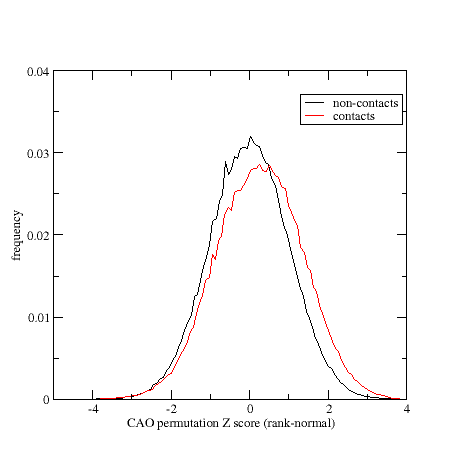 0.04
0.03
0.02
0.01
0
frequency
non-contacts
contacts
-4 -2 0 2 4
CAO permutation Z score (rank-normal)